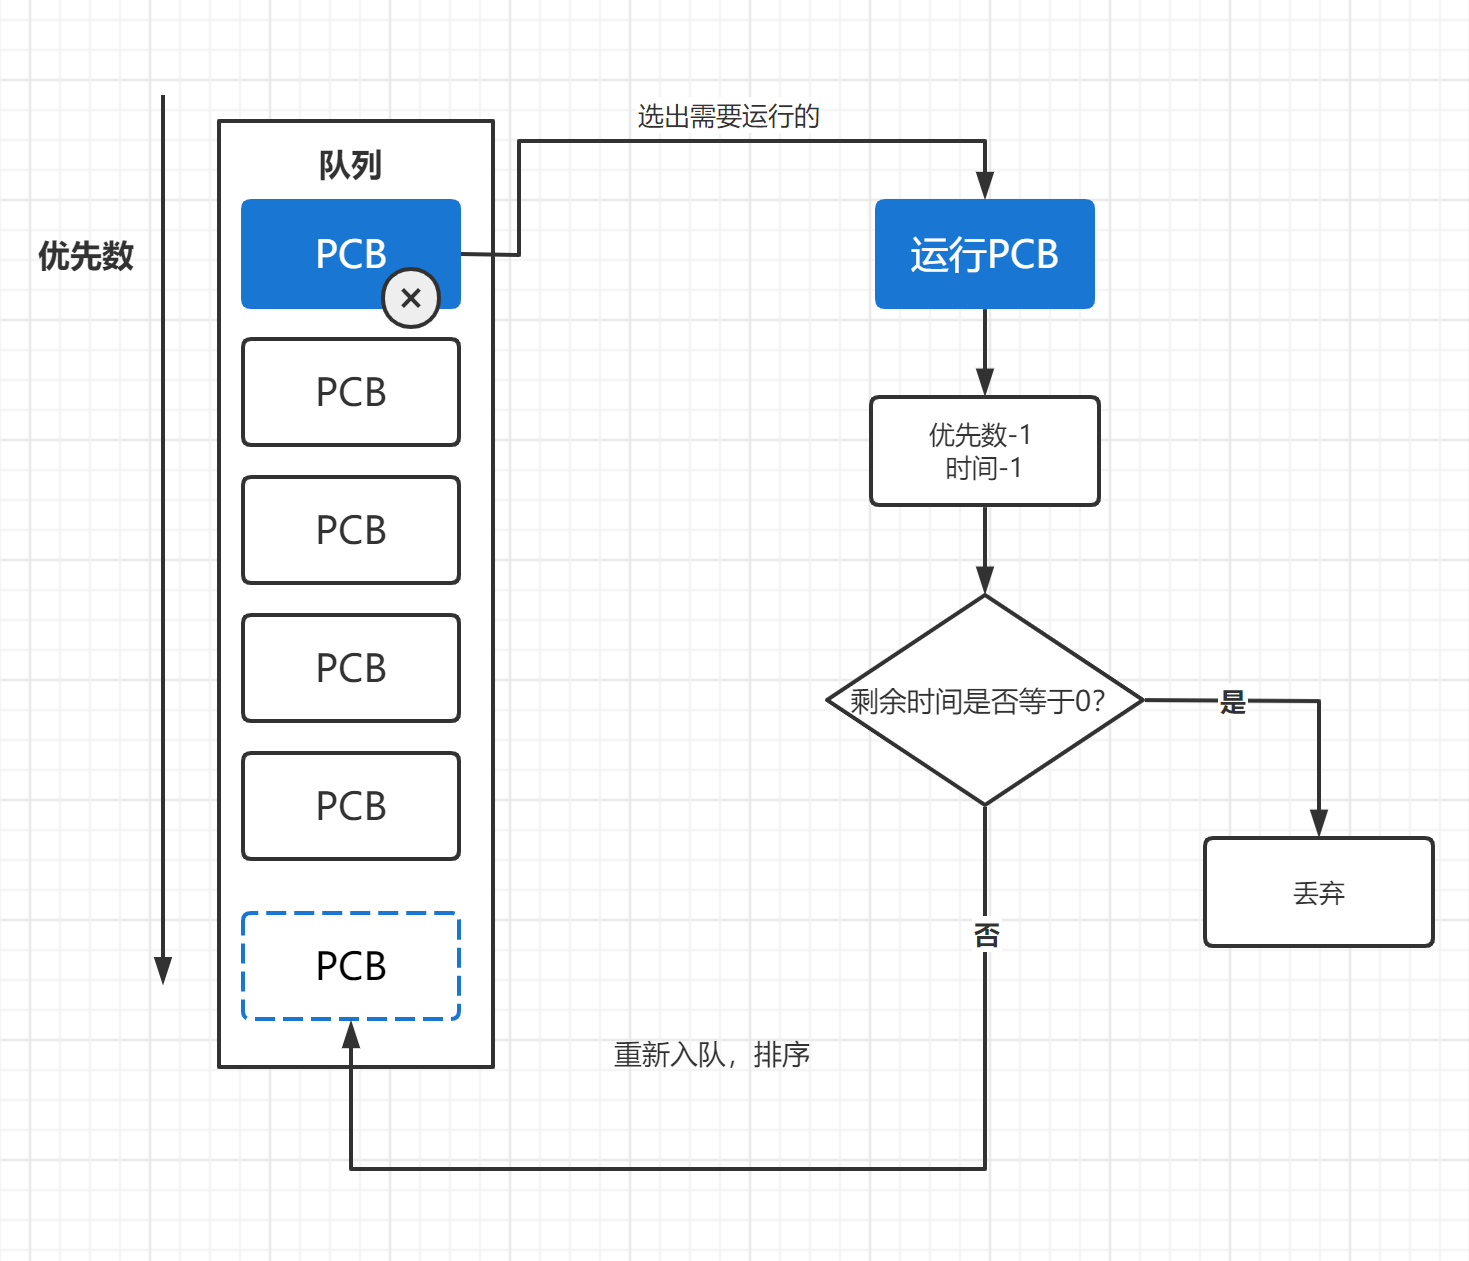 选出需要运行的
队列
优先数
PCB
运行PCB
PCB
优先数-1
时间-1
PCB
PCB
剩余时间是否等于0?
是
PCB
丢弃
否
PCB
重新入队，排序